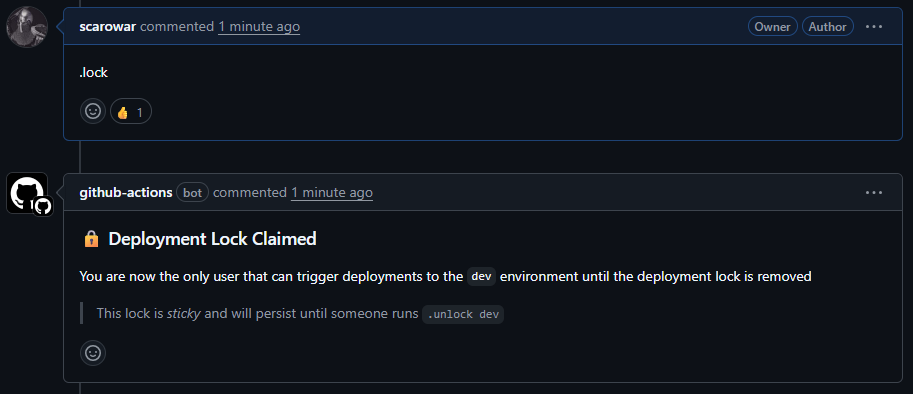 scarowar commented 1 minute ago Owner Author
.lock
👍 1
github-actions bot commented 1 minute ago
🔒 Deployment Lock Claimed
You are now the only user that can trigger deployments to the dev environment until the deployment lock is removed
This lock is sticky and will persist until someone runs .unlock dev